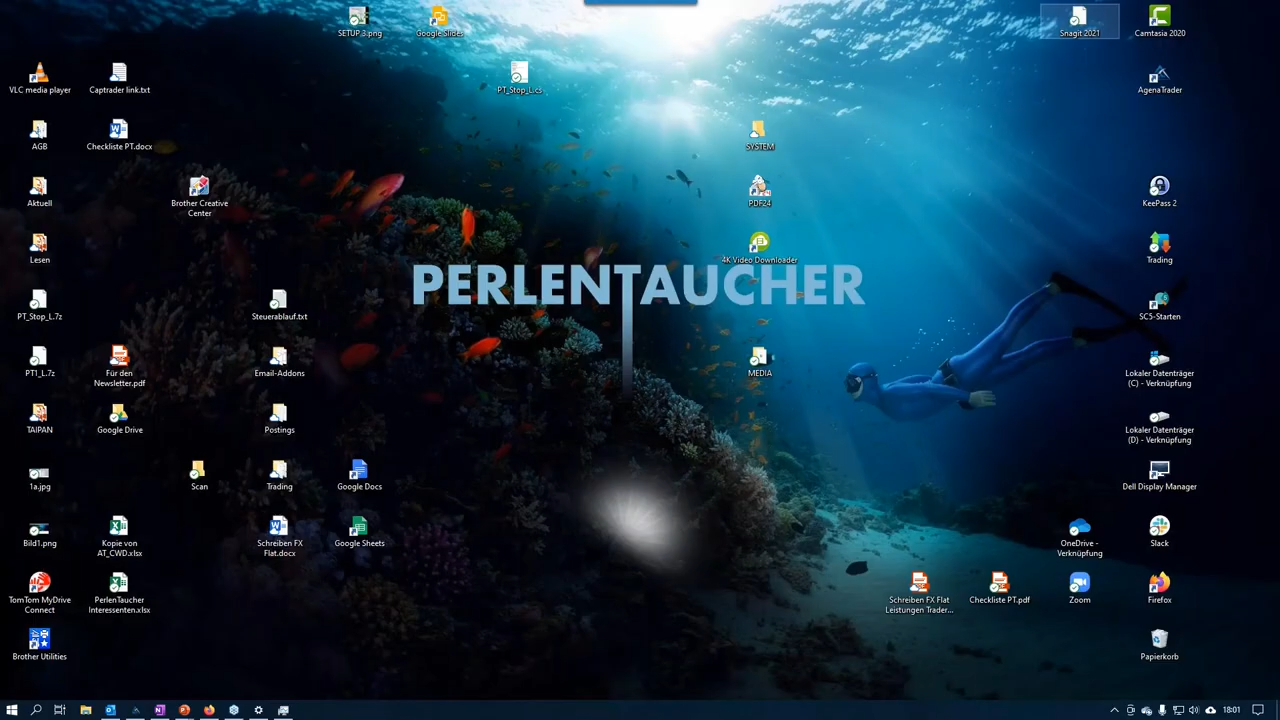 SETUP 3.png
Google Slides
Snagit 2021
Camtasia 2020
VLC media player
Captrader link.txt
PT_Stop_L.cs
AgenaTrader
AGB
Checkliste PT.docx
SYSTEM
Aktuell
Brother Creative
Center
PDF24
KeePass 2
Lesen
4K Video Downloader
Trading
PERLENTAUCHER
PT_Stop_L.7z
Steuerablauf.txt
SC5-Starten
PT1_L.7z
Für den
Newsletter.pdf
Email-Addons
MEDIA
Lokaler Datenträger
(C) - Verknüpfung
TAIPAN
Google Drive
Postings
Lokaler Datenträger
(D) - Verknüpfung
1a.jpg
Scan
Trading
Google Docs
Dell Display Manager
Bild1.png
Kopie von
AT_CWD.xlsx
Schreiben FX
Flat.docx
Google Sheets
OneDrive -
Verknüpfung
Slack
TomTom MyDrive
Connect
PerlenTaucher
Interessenten.xlsx
Schreiben FX Flat
Leistungen Trader...
Checkliste PT.pdf
Zoom
Firefox
Brother Utilities
Papierkorb
18:01